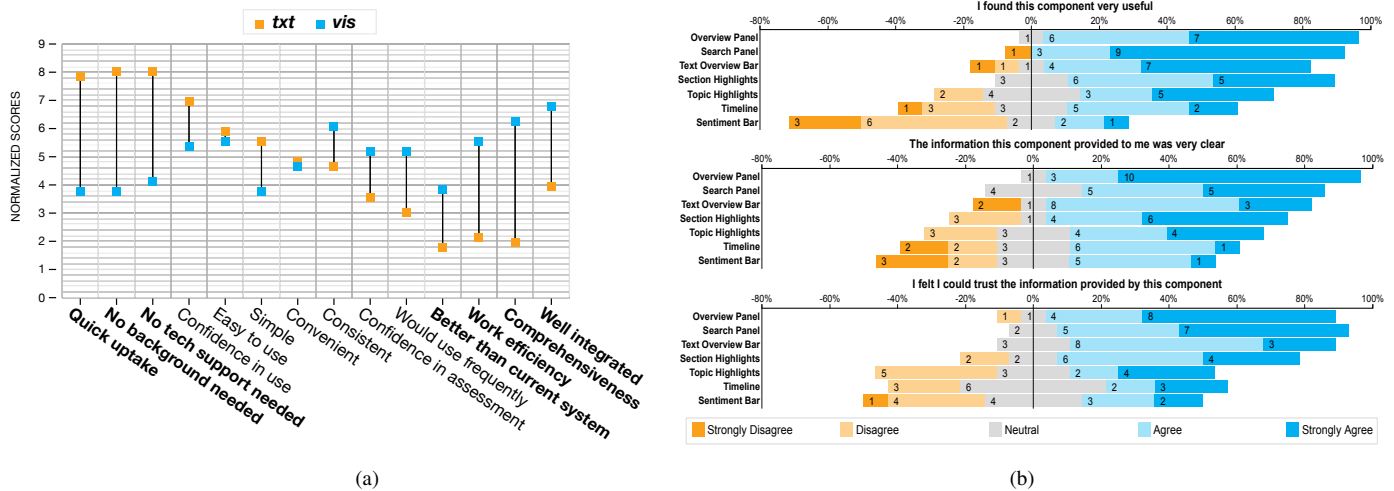 txt vis
NORMALIZED SCORES
9
8
7
6
5
4
3
2
1
0
Quick uptake
No background needed
No tech support needed
Confidence in use
Easy to use
Simple
Convenient
Consistent
Confidence in assessment
Would use frequently
Better than current system
Work efficiency
Comprehensiveness
Well integrated
(a)
I found this component very useful
-80% -60% -40% -20% 0% 20% 40% 60% 80% 100%
Overview Panel 1 6 7
Search Panel 1 3 9
Text Overview Bar 1 1 1 4 7
Section Highlights 3 6 5
Topic Highlights 2 4 3 5
Timeline 1 3 3 5 2
Sentiment Bar 3 6 2 2 1
The information this component provided to me was very clear
-80% -60% -40% -20% 0% 20% 40% 60% 80% 100%
Overview Panel 1 3 10
Search Panel 4 5 5
Text Overview Bar 2 1 8 3
Section Highlights 3 1 4 6
Topic Highlights 3 3 4 4
Timeline 2 2 3 6 1
Sentiment Bar 3 2 3 5 1
I felt I could trust the information provided by this component
-80% -60% -40% -20% 0% 20% 40% 60% 80% 100%
Overview Panel 1 1 4 8
Search Panel 2 5 7
Text Overview Bar 3 8 3
Section Highlights 2 2 6 4
Topic Highlights 5 3 2 4
Timeline 3 6 2 3
Sentiment Bar 1 4 4 3 2
Strongly Disagree Disagree Neutral Agree Strongly Agree
(b)